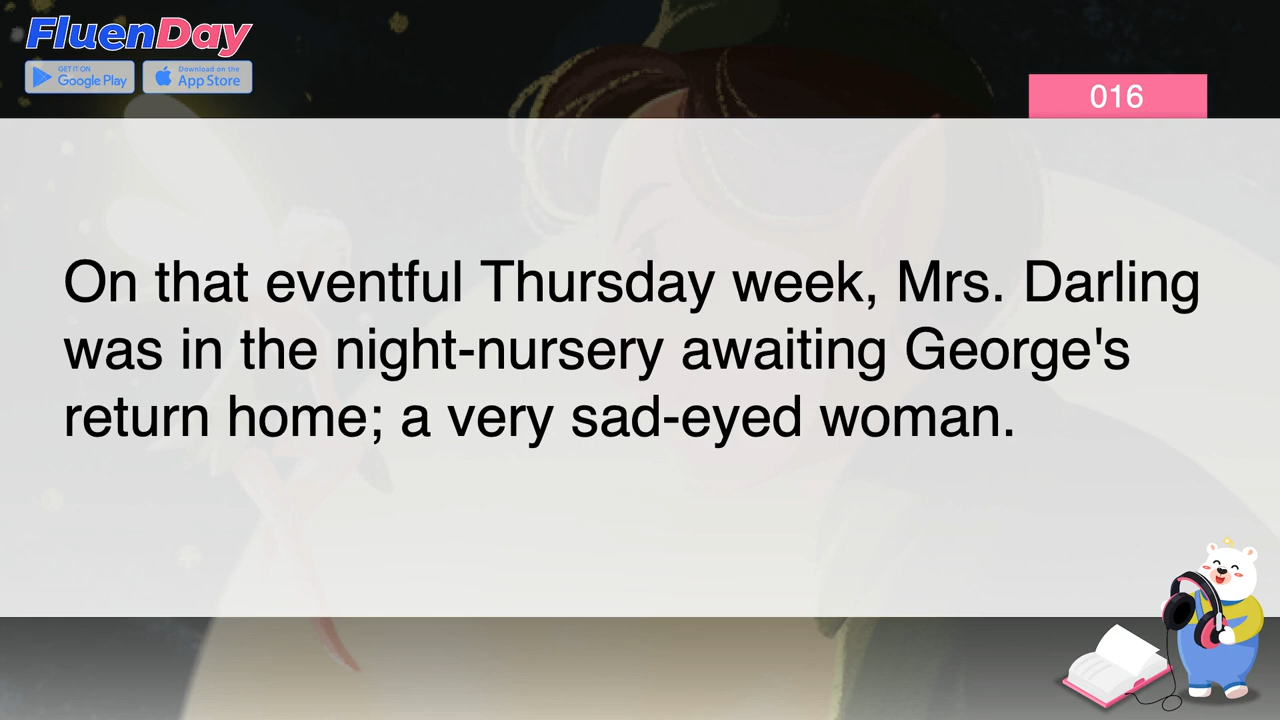 FluenDay
GET IT ON
Google Play
Download on the
App Store
016
On that eventful Thursday week, Mrs. Darling
was in the night-nursery awaiting George's
return home; a very sad-eyed woman.